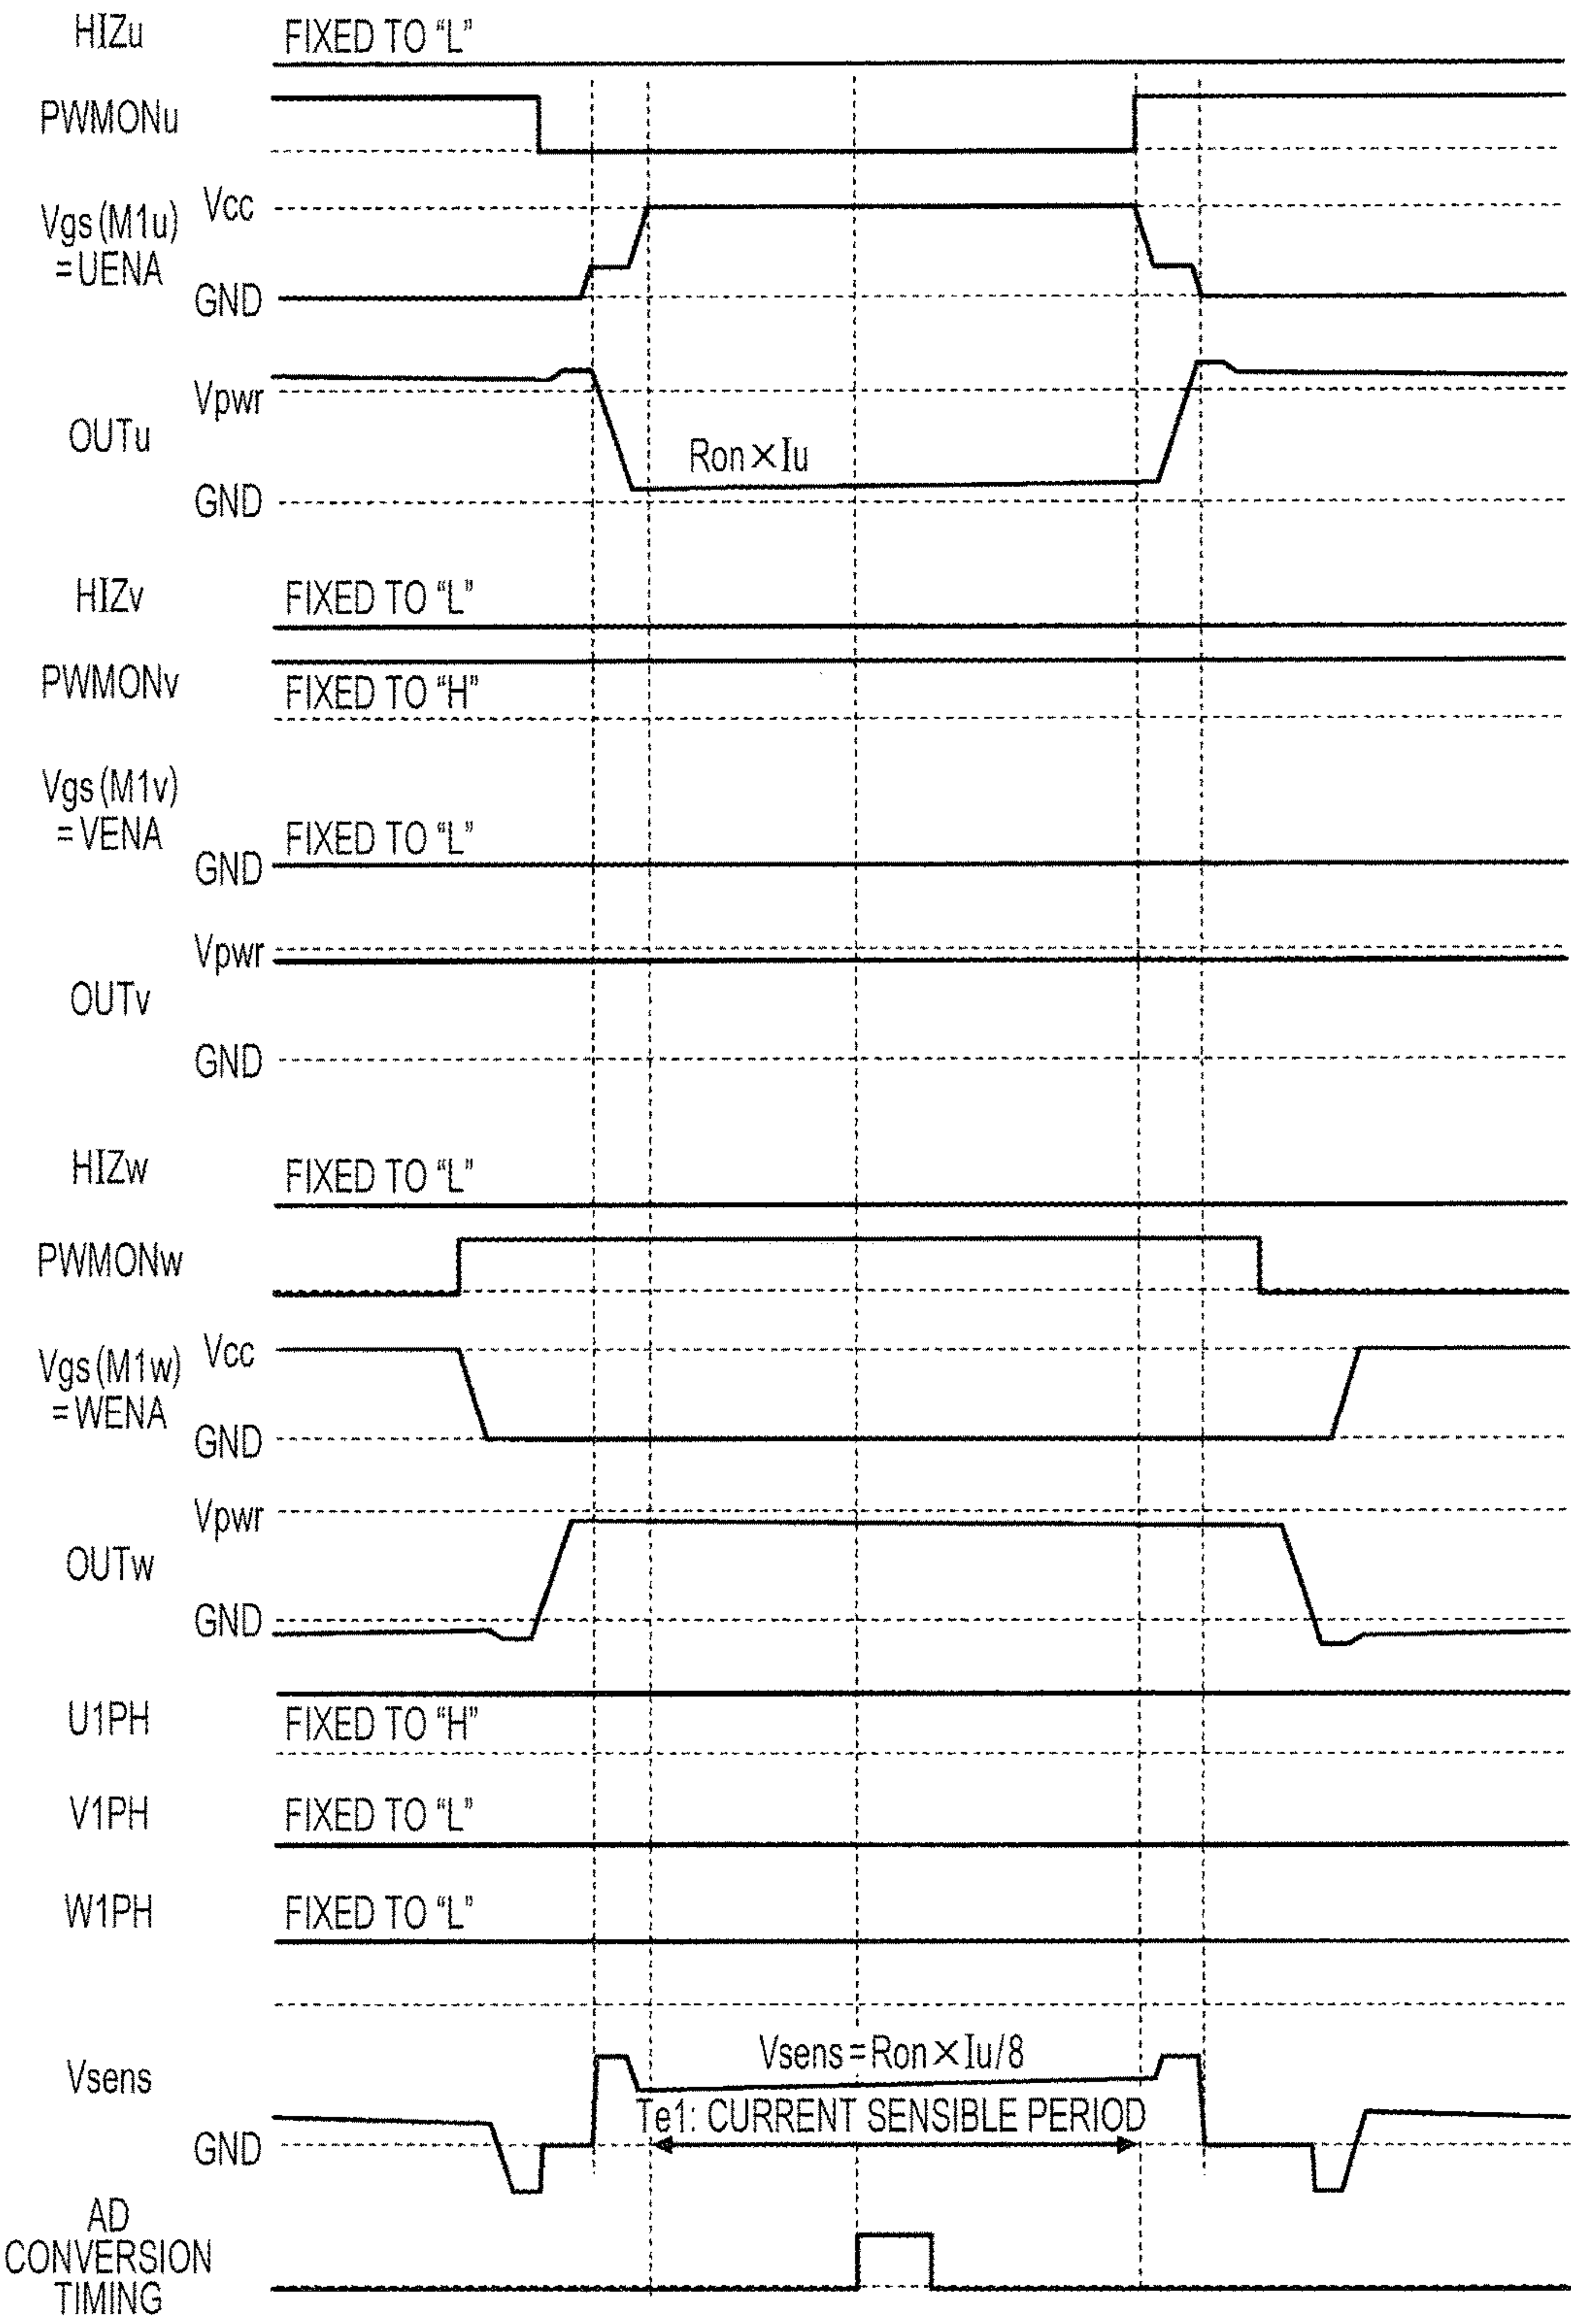 HIZu FIXED TO “L”
PWMONu
Vgs(M1u)
=UENA
Vcc
GND
OUTu
Vpwr
Ron×Iu
GND
HIZv FIXED TO “L”
PWMONv FIXED TO “H”
Vgs(M1v)
=VENA
FIXED TO “L”
GND
OUTv
Vpwr
GND
HIZw FIXED TO “L”
PWMONw
Vgs(M1w)
=WENA
Vcc
GND
OUTw
Vpwr
GND
U1PH FIXED TO “H”
V1PH FIXED TO “L”
W1PH FIXED TO “L”
Vsens
Vsens=Ron×Iu/8
Te1: CURRENT SENSIBLE PERIOD
GND
AD
CONVERSION
TIMING